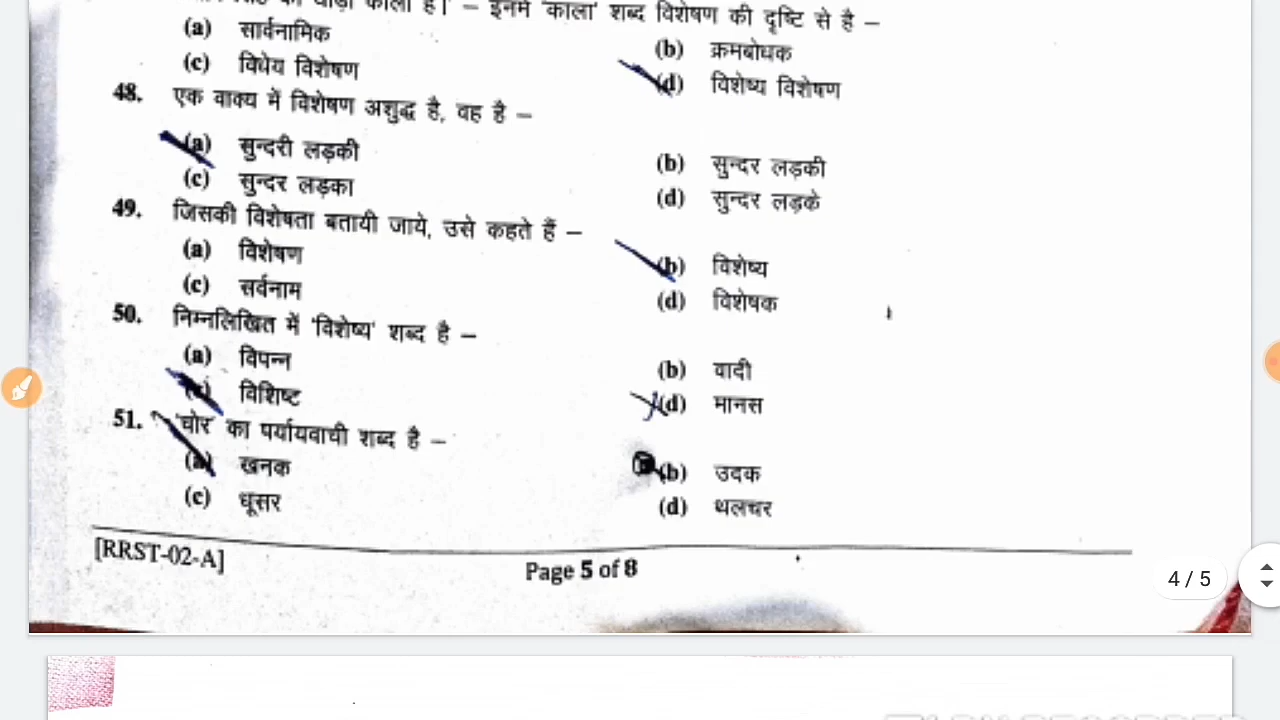 घोड़ा काला है। – इनमें 'काला' शब्द विशेषण की दृष्टि से है –
(a) सार्वनामिक
(b) क्रमबोधक
(c) विधेय विशेषण
(d) विशेष्य विशेषण
48. एक वाक्य में विशेषण अशुद्ध है, वह है –
(a) सुन्दरी लड़की
(b) सुन्दर लड़की
(c) सुन्दर लड़का
(d) सुन्दर लड़के
49. जिसकी विशेषता बतायी जाये, उसे कहते हैं –
(a) विशेषण
(b) विशेष्य
(c) सर्वनाम
(d) विशेषक
50. निम्नलिखित में 'विशेष्य' शब्द है –
(a) विपन्न
(b) वादी
विशिष्ट
(d) मानस
51. 'चोर' का पर्यायवाची शब्द है –
(a) खनक
(b) उदक
(c) धूसर
(d) थलचर
[RRST-02-A]
Page 5 of 8
4 / 5